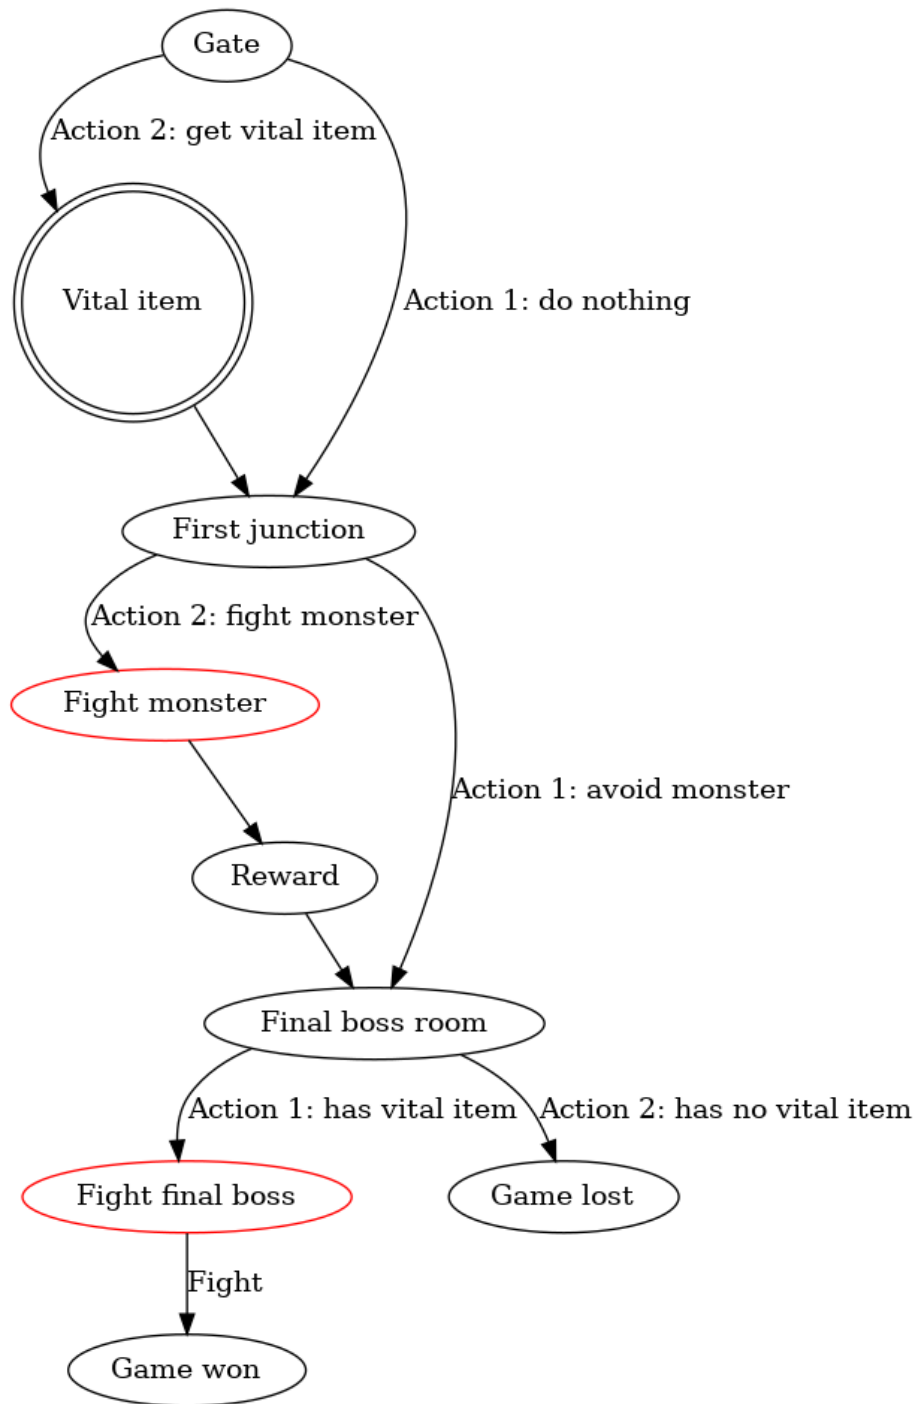 Gate
Action 2: get vital item
Vital item
Action 1: do nothing
First junction
Action 2: fight monster
Fight monster
Action 1: avoid monster
Reward
Final boss room
Action 1: has vital item
Action 2: has no vital item
Fight final boss
Game lost
Fight
Game won